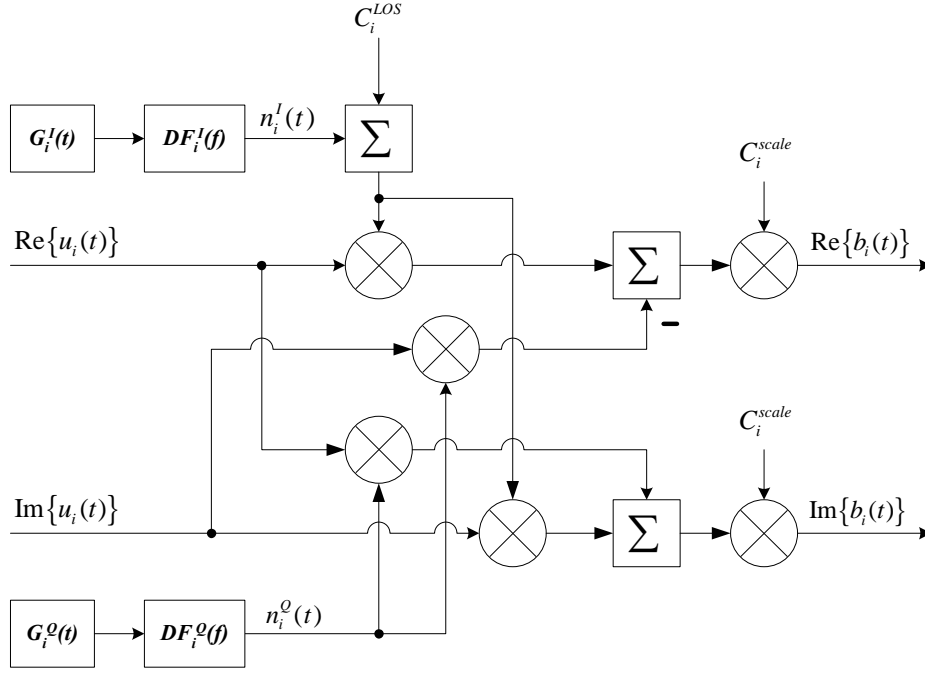 C_i^{LOS}
G_i^I(t)
DF_i^I(f)
n_i^I(t)
Σ
C_i^{scale}
Re{u_i(t)}
Σ
Re{b_i(t)}
−
C_i^{scale}
Im{u_i(t)}
Σ
Im{b_i(t)}
G_i^Q(t)
DF_i^Q(f)
n_i^Q(t)